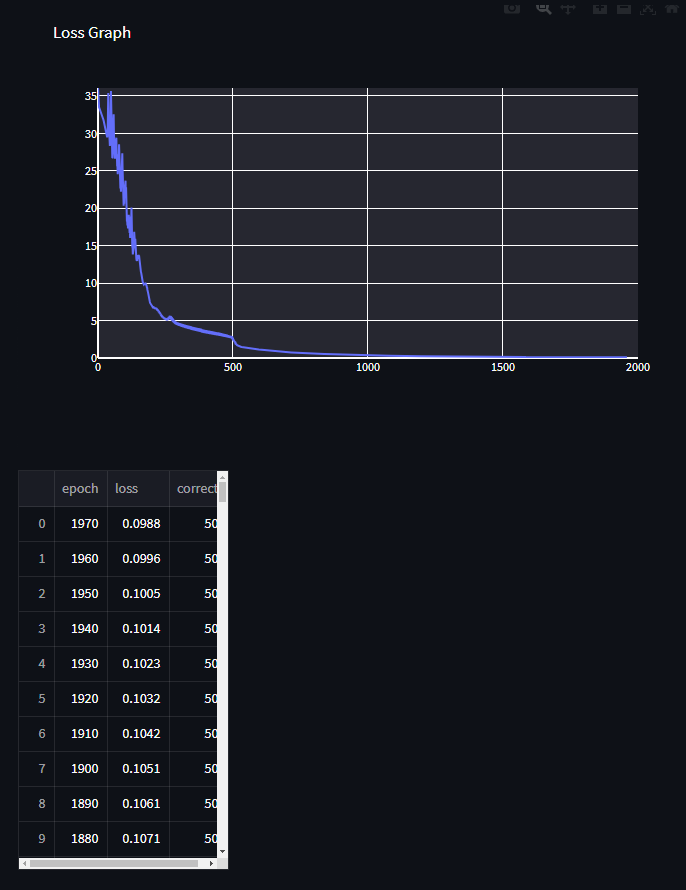 Loss Graph
35
30
25
20
15
10
5
0
0 500 1000 1500 2000
epoch loss correct
0 1970 0.0988 50
1 1960 0.0996 50
2 1950 0.1005 50
3 1940 0.1014 50
4 1930 0.1023 50
5 1920 0.1032 50
6 1910 0.1042 50
7 1900 0.1051 50
8 1890 0.1061 50
9 1880 0.1071 50